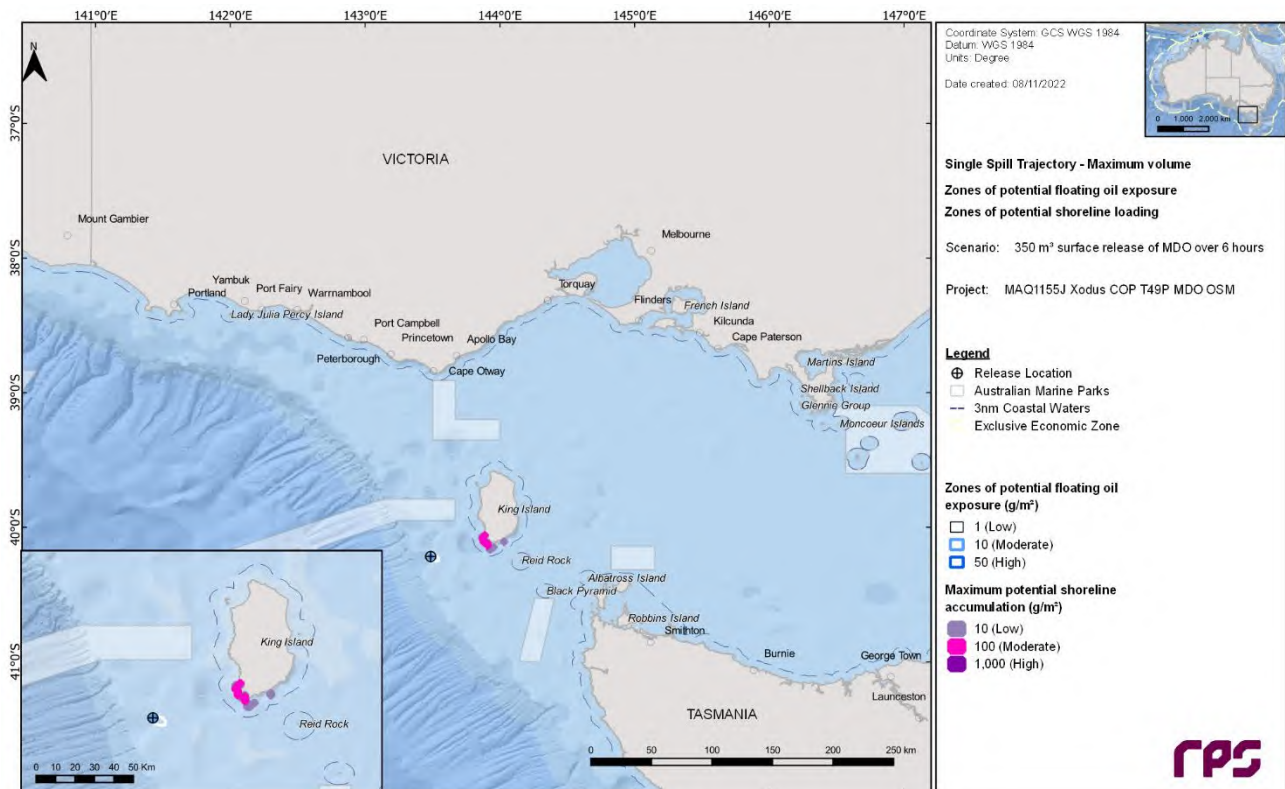 141°0'E 142°0'E 143°0'E 144°0'E 145°0'E 146°0'E 147°0'E
N
37°0'S
38°0'S
39°0'S
40°0'S
41°0'S
VICTORIA
Mount Gambier
Melbourne
Yambuk
Portland
Port Fairy
Warrnambool
Lady Julia Percy Island
Torquay
Flinders
French Island
Kilcunda
Port Campbell
Princetown
Apollo Bay
Cape Paterson
Peterborough
Cape Otway
Martins Island
Shellback Island
Glennie Group
Moncoeur Islands
King Island
Reid Rock
Albatross Island
Black Pyramid
Robbins Island
Smithton
Burnie
George Town
Launceston
TASMANIA
0 50 100 150 200 250 km
King Island
Reid Rock
0 10 20 30 40 50 Km
Coordinate System: GCS WGS 1984
Datum: WGS 1984
Units: Degree
Date created: 08/11/2022
0 1,000 2,000 km
Single Spill Trajectory - Maximum volume
Zones of potential floating oil exposure
Zones of potential shoreline loading
Scenario: 350 m³ surface release of MDO over 6 hours
Project: MAQ1155J Xodus COP T49P MDO OSM
Legend
Release Location
Australian Marine Parks
3nm Coastal Waters
Exclusive Economic Zone
Zones of potential floating oil
exposure (g/m²)
1 (Low)
10 (Moderate)
50 (High)
Maximum potential shoreline
accumulation (g/m²)
10 (Low)
100 (Moderate)
1,000 (High)
rps